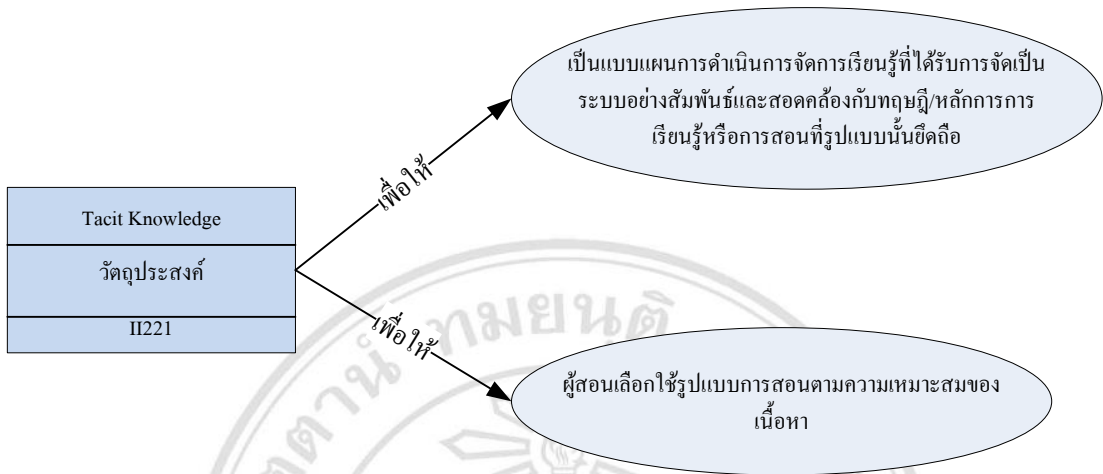 เป็นแบบแผนการดำเนินการจัดการเรียนรู้ที่ได้รับการจัดเป็น
ระบบอย่างสัมพันธ์และสอดคล้องกับทฤษฎี/หลักการการ
เรียนรู้หรือการสอนที่รูปแบบนั้นยึดถือ
เพื่อให้
Tacit Knowledge
วัตถุประสงค์
II221
เพื่อให้
ผู้สอนเลือกใช้รูปแบบการสอนตามความเหมาะสมของ
เนื้อหา
ตตานํ ทมยนฺติ